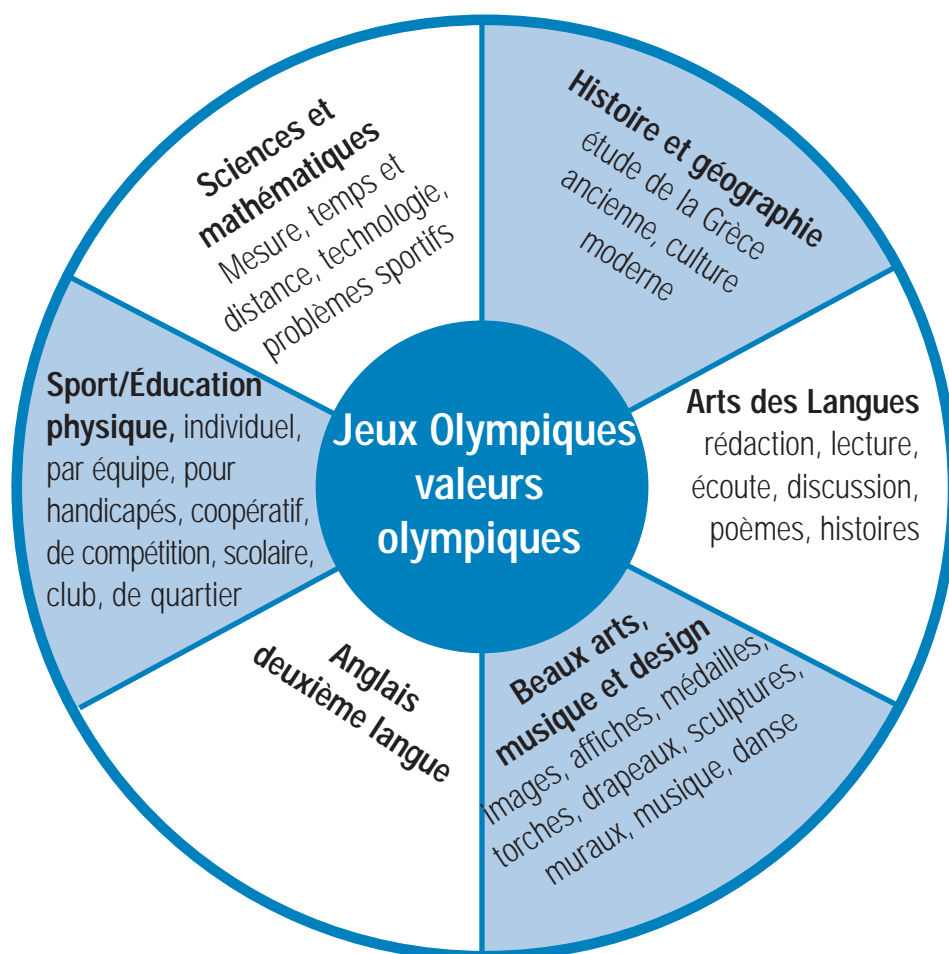 Sciences et
mathématiques
Mesure, temps et
distance, technologie,
problèmes sportifs
Histoire et géographie
étude de la Grèce
ancienne, culture
moderne
Sport/Éducation
physique, individuel,
par équipe, pour
handicapés, coopératif,
de compétition, scolaire,
club, de quartier
Jeux Olympiques
valeurs
olympiques
Arts des Langues
rédaction, lecture,
écoute, discussion,
poèmes, histoires
Anglais
deuxième langue
Beaux arts,
musique et design
images, affiches, médailles,
torches, drapeaux, sculptures,
muraux, musique, danse